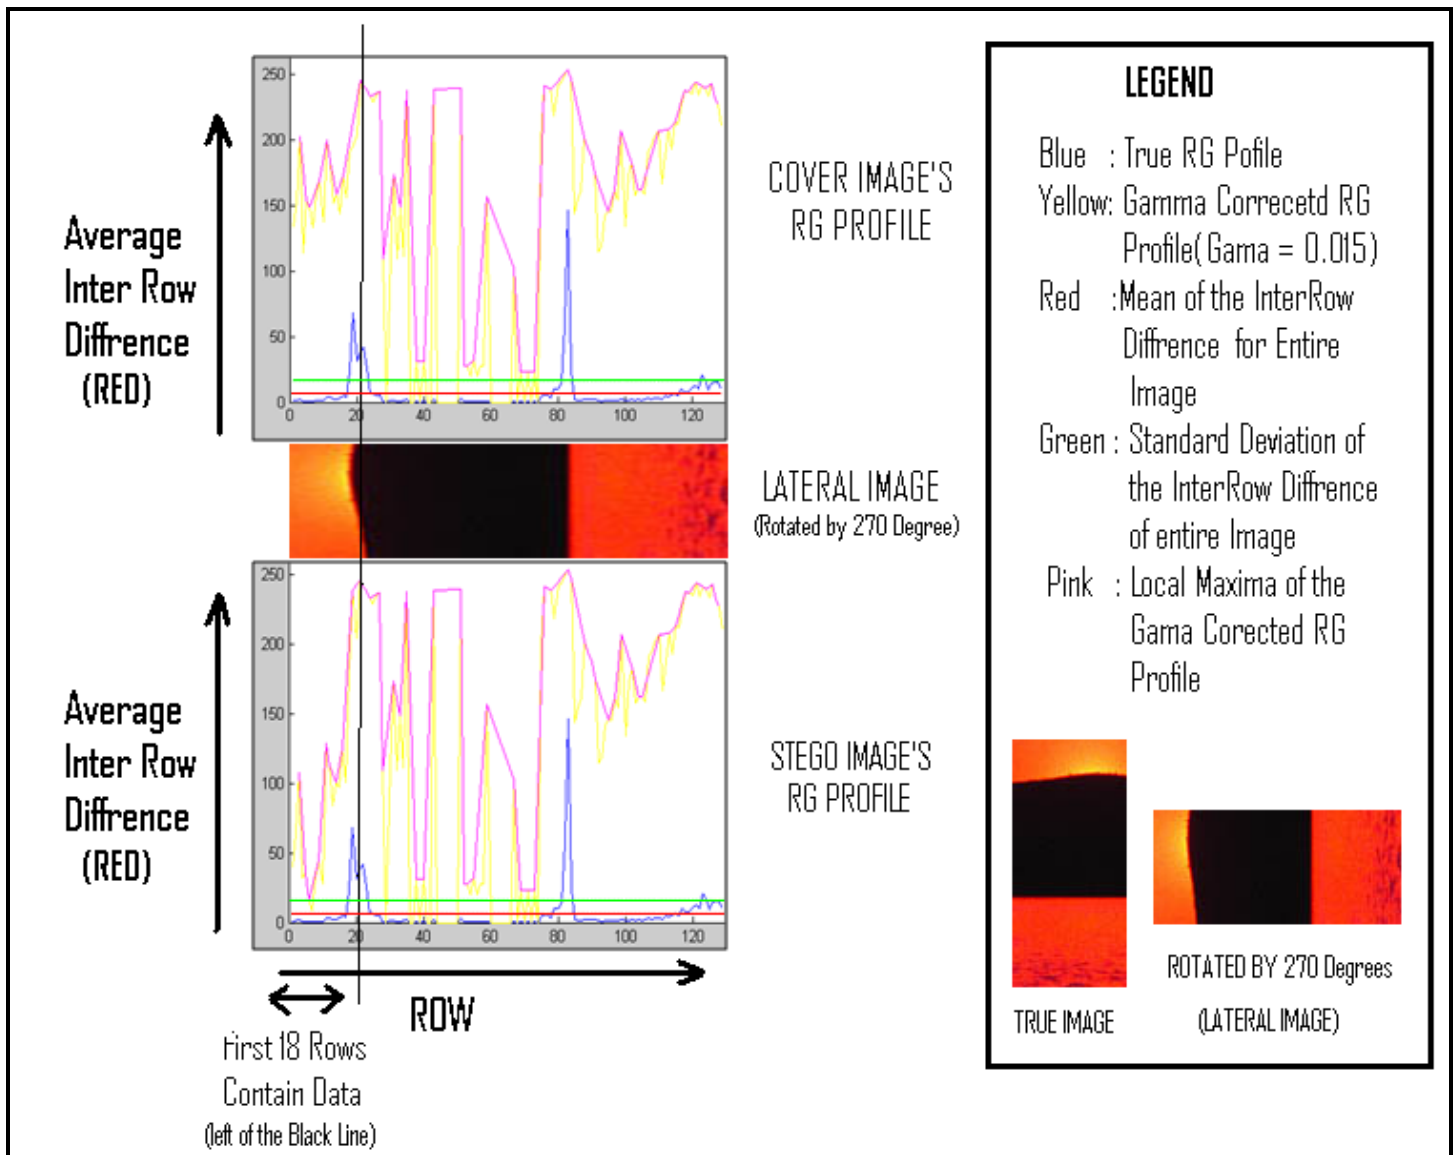 250
200
150
100
50
0
0 20 40 60 80 100 120
Average
Inter Row
Diffrence
(RED)
COVER IMAGE'S
RG PROFILE
LATERAL IMAGE
(Rotated by 270 Degree)
250
200
150
100
50
0
0 20 40 60 80 100 120
Average
Inter Row
Diffrence
(RED)
STEGO IMAGE'S
RG PROFILE
ROW
First 18 Rows
Contain Data
(left of the Black Line)
LEGEND
Blue : True RG Pofile
Yellow: Gamma Correcetd RG
Profile(Gama = 0.015)
Red :Mean of the InterRow
Diffrence for Entire
Image
Green : Standard Deviation of
the InterRow Diffrence
of entire Image
Pink : Local Maxima of the
Gama Corected RG
Profile
TRUE IMAGE
ROTATED BY 270 Degrees
(LATERAL IMAGE)